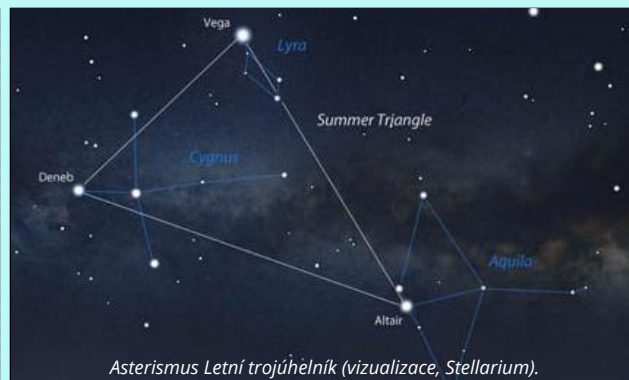 Vega
Lyra
Summer Triangle
Deneb
Cygnus
Aquila
Altair
Asterismus Letní trojúhelník (vizualizace, Stellarium).